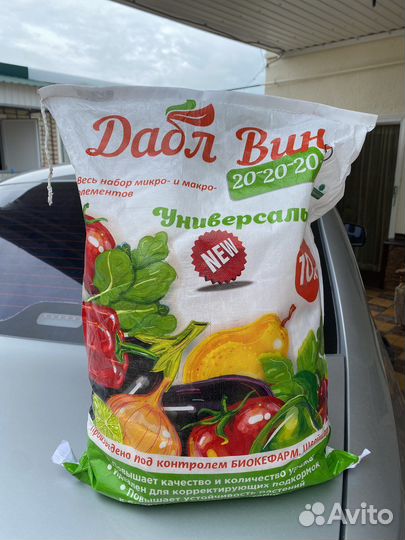 Дабл Вин
20-20-20
Весь набор микро- и макро-
элементов
Универсаль
NEW
10
Произведено под контролем БИОКЕФАРМ,
Повышает качество и количество
для корректирующих подкормок
Повышает устойчивость растений
Avito